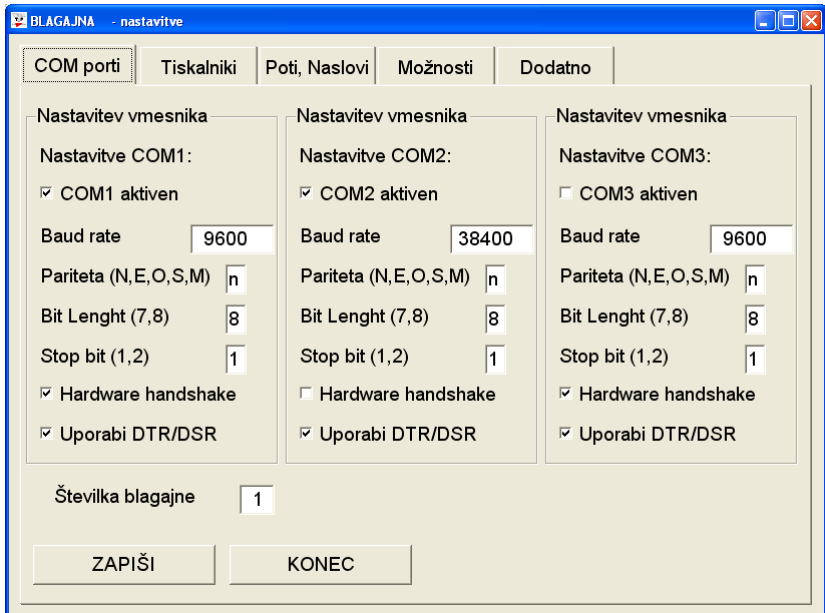 BLAGAJNA - nastavitve
COM porti Tiskalniki Poti, Naslovi Možnosti Dodatno
Nastavitev vmesnika
Nastavitve COM1:
COM1 aktiven
Baud rate 9600
Pariteta (N,E,O,S,M) n
Bit Lenght (7,8) 8
Stop bit (1,2) 1
Hardware handshake
Uporabi DTR/DSR
Nastavitev vmesnika
Nastavitve COM2:
COM2 aktiven
Baud rate 38400
Pariteta (N,E,O,S,M) n
Bit Lenght (7,8) 8
Stop bit (1,2) 1
Hardware handshake
Uporabi DTR/DSR
Nastavitev vmesnika
Nastavitve COM3:
COM3 aktiven
Baud rate 9600
Pariteta (N,E,O,S,M) n
Bit Lenght (7,8) 8
Stop bit (1,2) 1
Hardware handshake
Uporabi DTR/DSR
Številka blagajne 1
ZAPIŠI KONEC